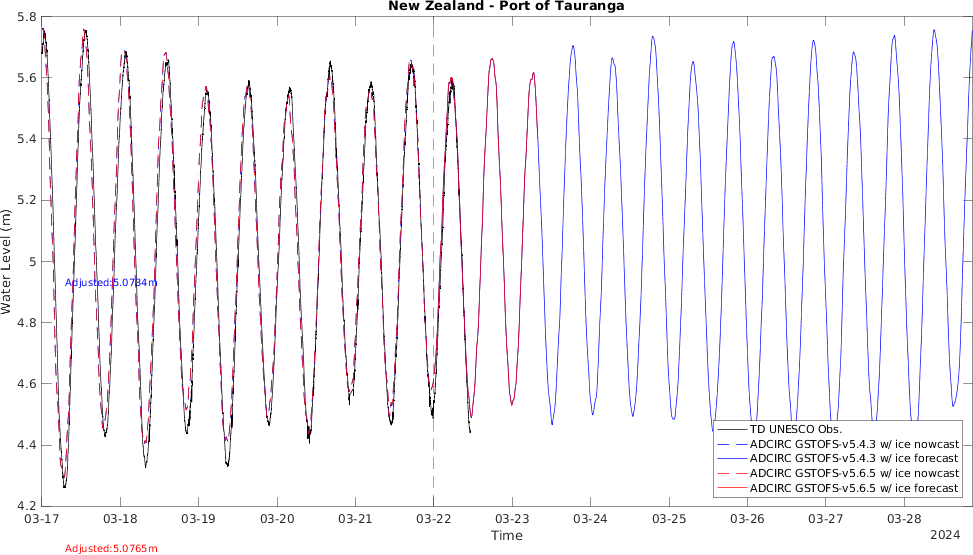 New Zealand - Port of Tauranga
5.8
5.6
5.4
5.2
5
4.8
4.6
4.4
4.2
Water Level (m)
Adjusted:5.0734m
TD UNESCO Obs.
ADCIRC GSTOFS-v5.4.3 w/ ice nowcast
ADCIRC GSTOFS-v5.4.3 w/ ice forecast
ADCIRC GSTOFS-v5.6.5 w/ ice nowcast
ADCIRC GSTOFS-v5.6.5 w/ ice forecast
03-17 03-18 03-19 03-20 03-21 03-22 03-23 03-24 03-25 03-26 03-27 03-28
Time
2024
Adjusted:5.0765m